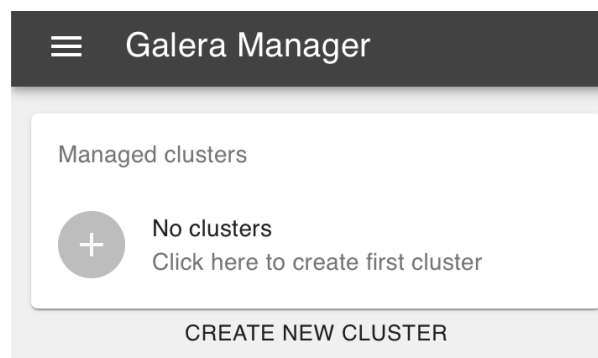 Galera Manager
Managed clusters
No clusters
Click here to create first cluster
CREATE NEW CLUSTER